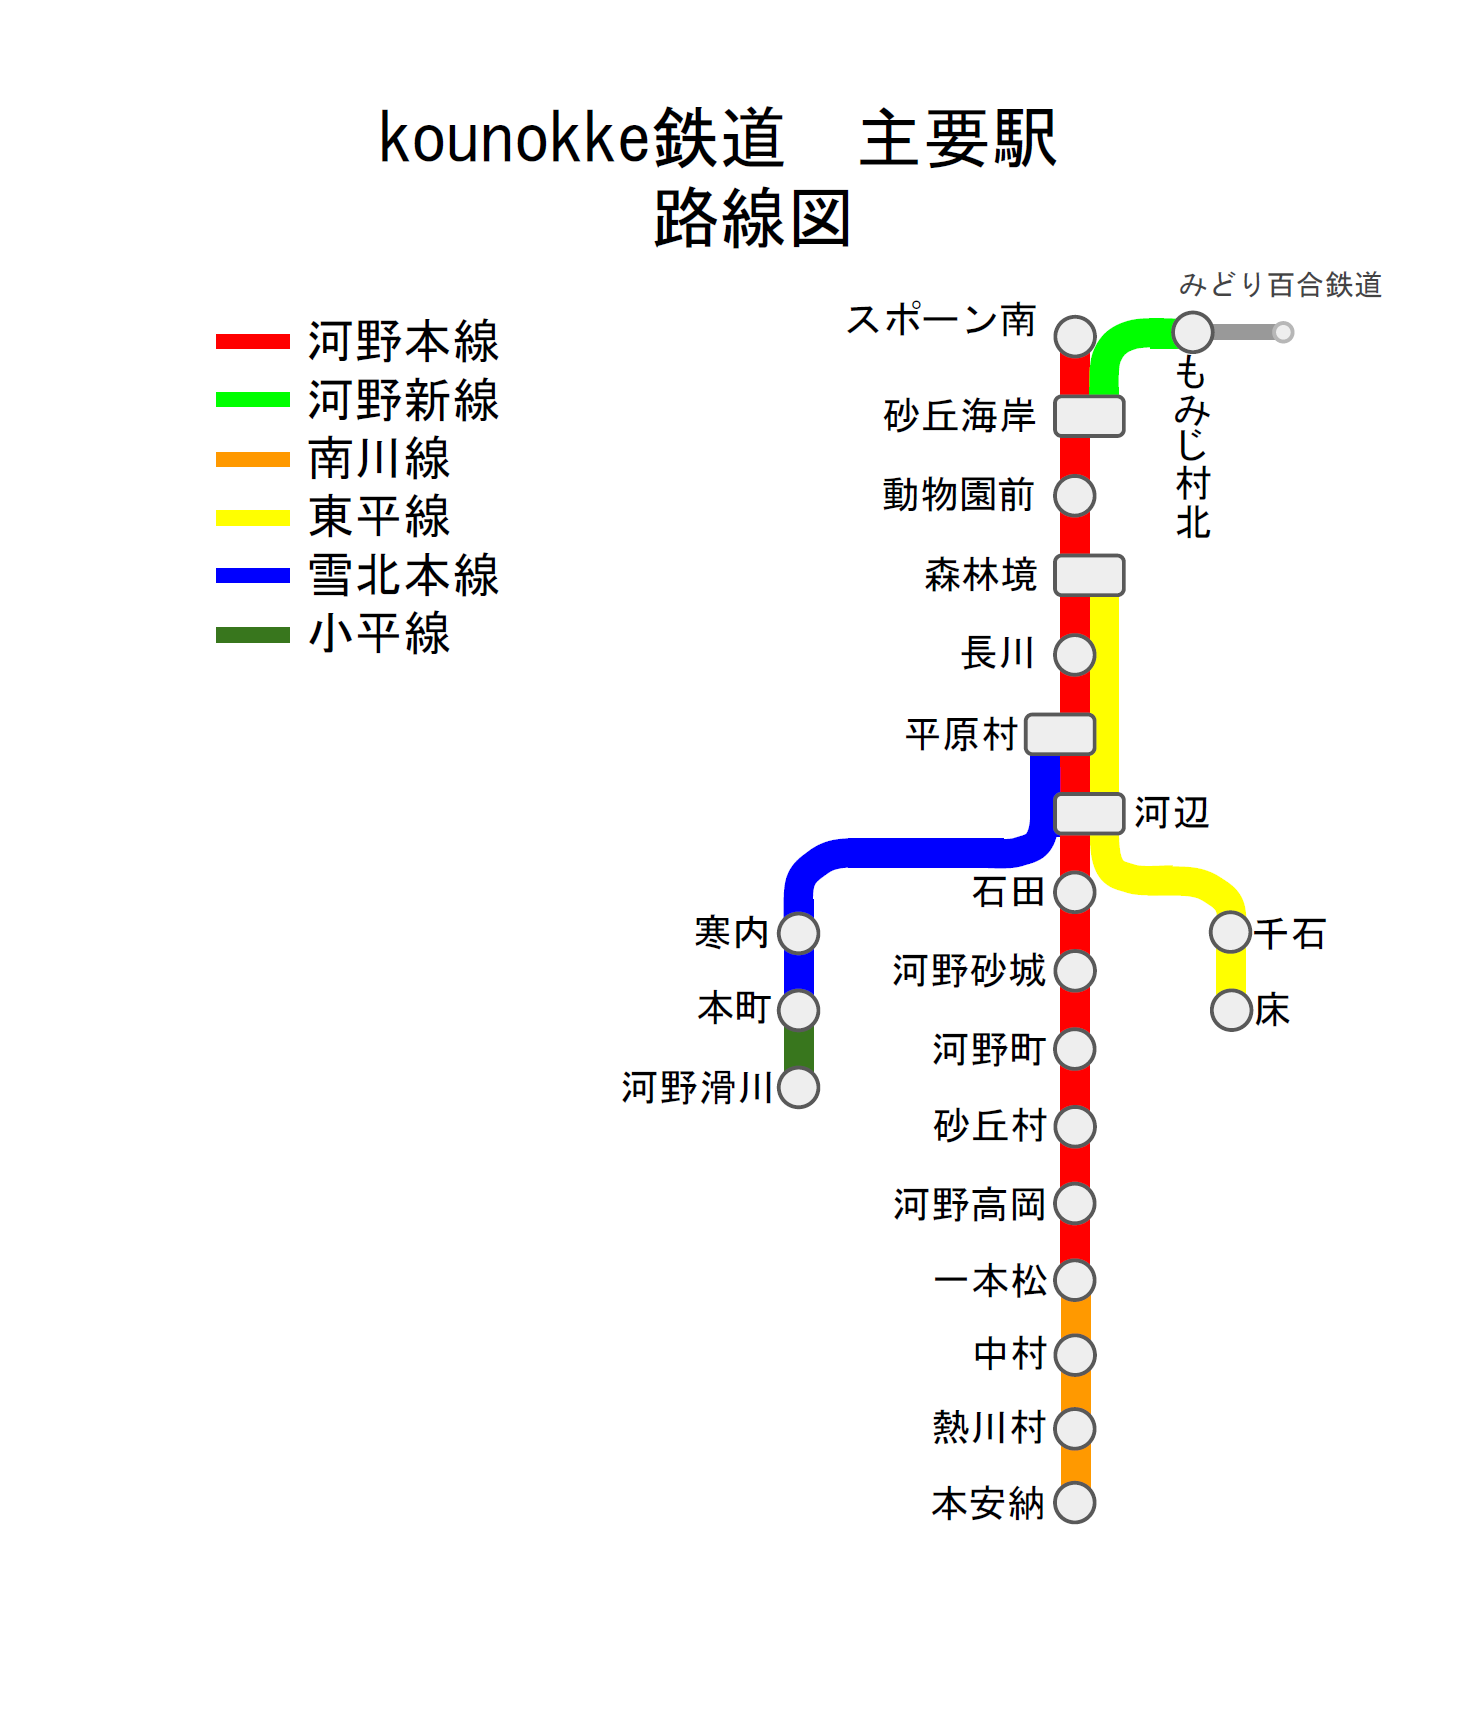 kounokke鉄道　主要駅
路線図
みどり百合鉄道
河野本線
河野新線
南川線
東平線
雪北本線
小平線
スポーン南
もみじ村北
砂丘海岸
動物園前
森林境
長川
平原村
河辺
石田
寒内
千石
河野砂城
本町
床
河野町
河野滑川
砂丘村
河野高岡
一本松
中村
熱川村
本安納